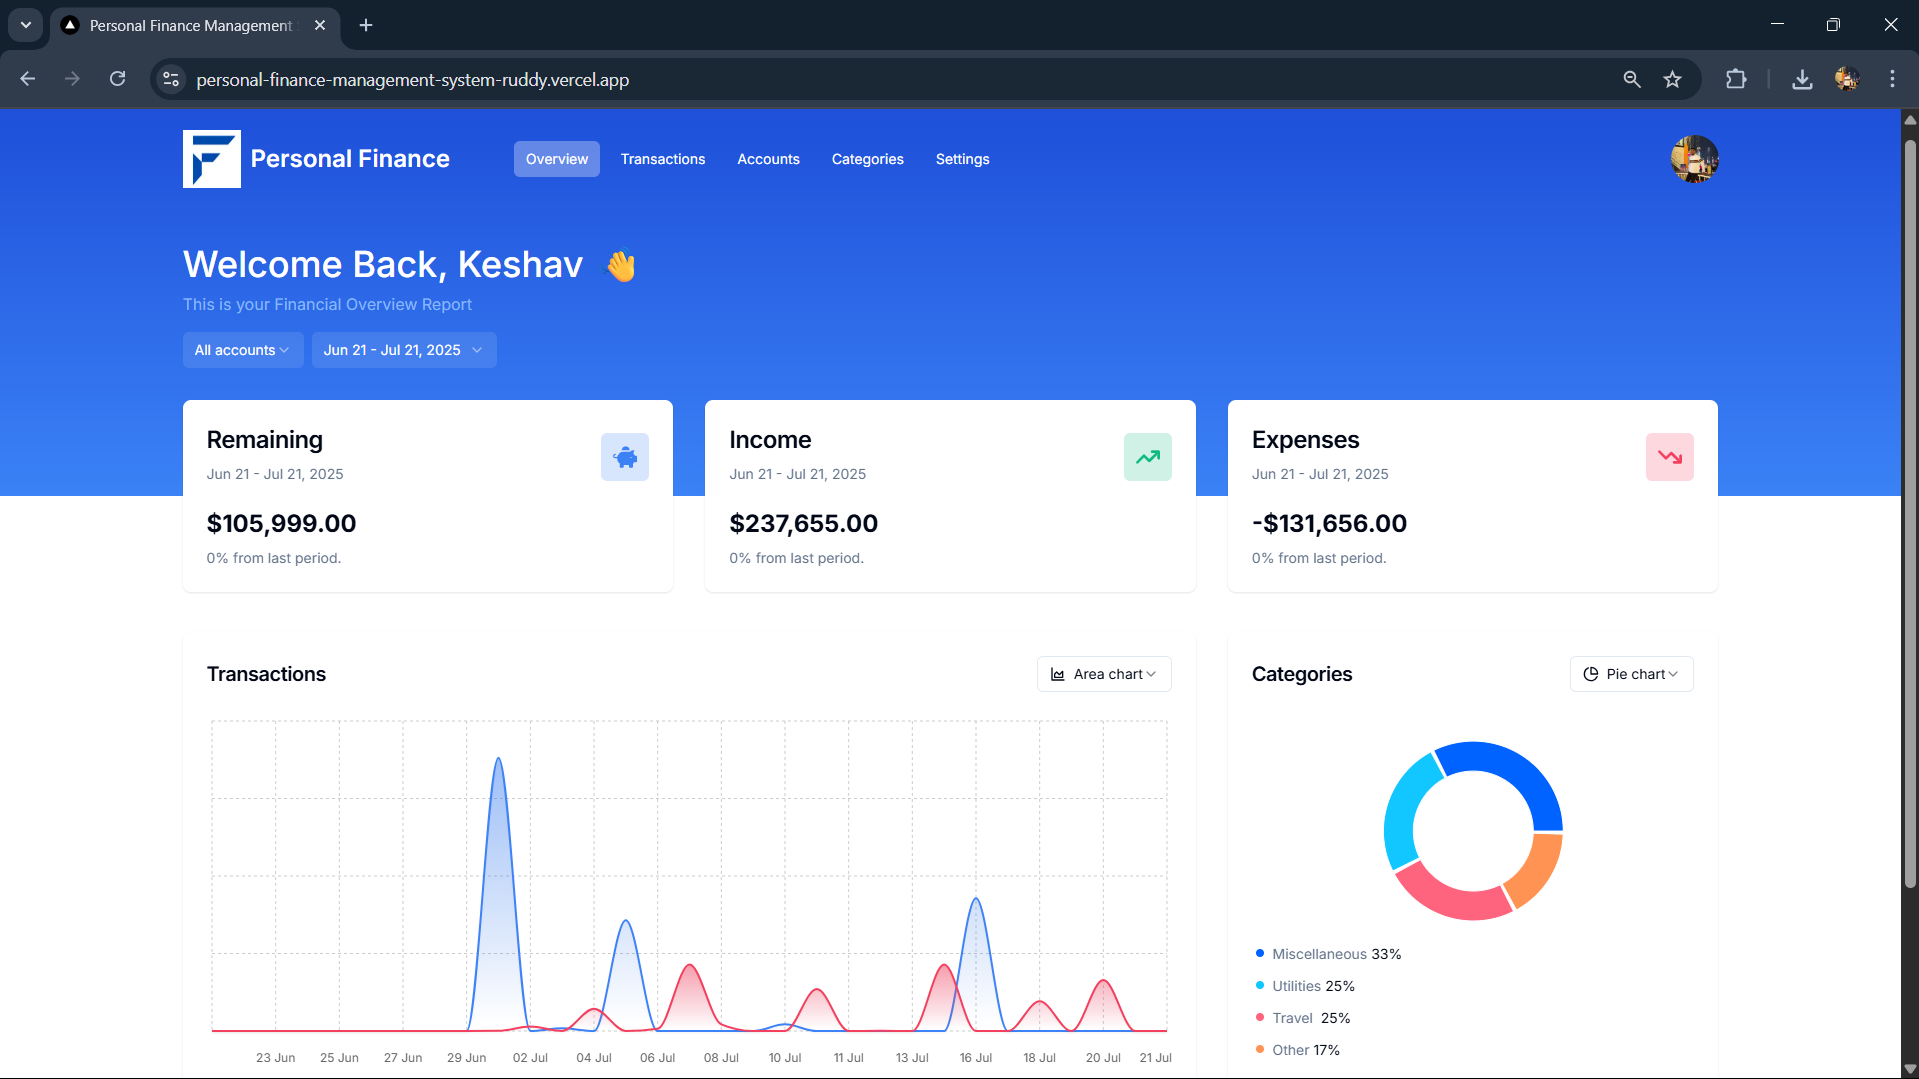 Personal Finance Management
personal-finance-management-system-ruddy.vercel.app
Personal Finance
Overview
Transactions
Accounts
Categories
Settings
Welcome Back, Keshav 👋
This is your Financial Overview Report
All accounts
Jun 21 - Jul 21, 2025
Remaining
Jun 21 - Jul 21, 2025
$105,999.00
0% from last period.
Income
Jun 21 - Jul 21, 2025
$237,655.00
0% from last period.
Expenses
Jun 21 - Jul 21, 2025
-$131,656.00
0% from last period.
Transactions
Area chart
23 Jun 25 Jun 27 Jun 29 Jun 02 Jul 04 Jul 06 Jul 08 Jul 10 Jul 11 Jul 13 Jul 16 Jul 18 Jul 20 Jul 21 Jul
Categories
Pie chart
Miscellaneous 33%
Utilities 25%
Travel 25%
Other 17%